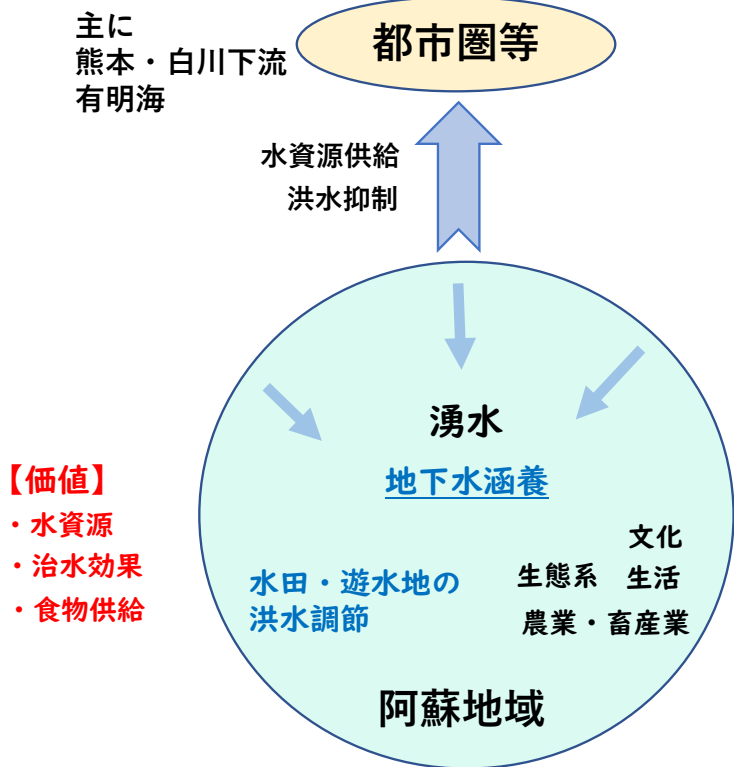 主に
熊本・白川下流
有明海
都市圏等
水資源供給
洪水抑制
湧水
地下水涵養
【価値】
・水資源
・治水効果
・食物供給
水田・遊水地の
洪水調節
文化
生態系 生活
農業・畜産業
阿蘇地域